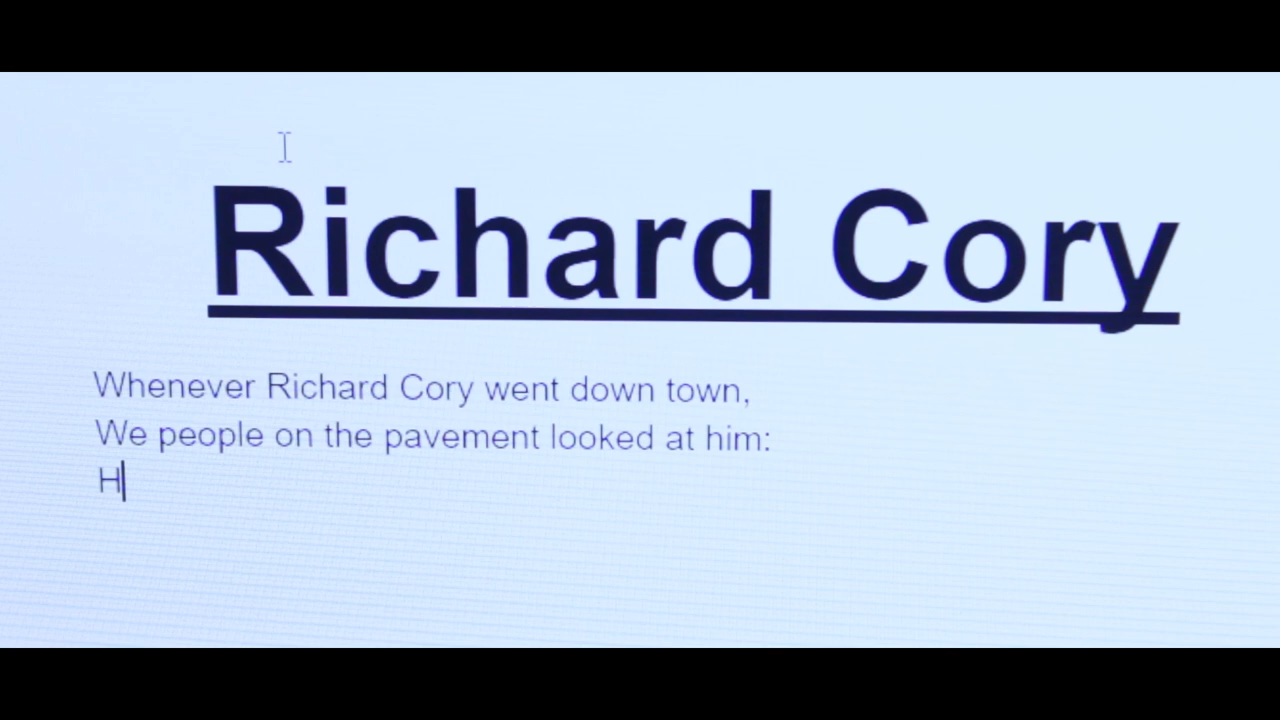 Richard Cory
Whenever Richard Cory went down town,
We people on the pavement looked at him:
H